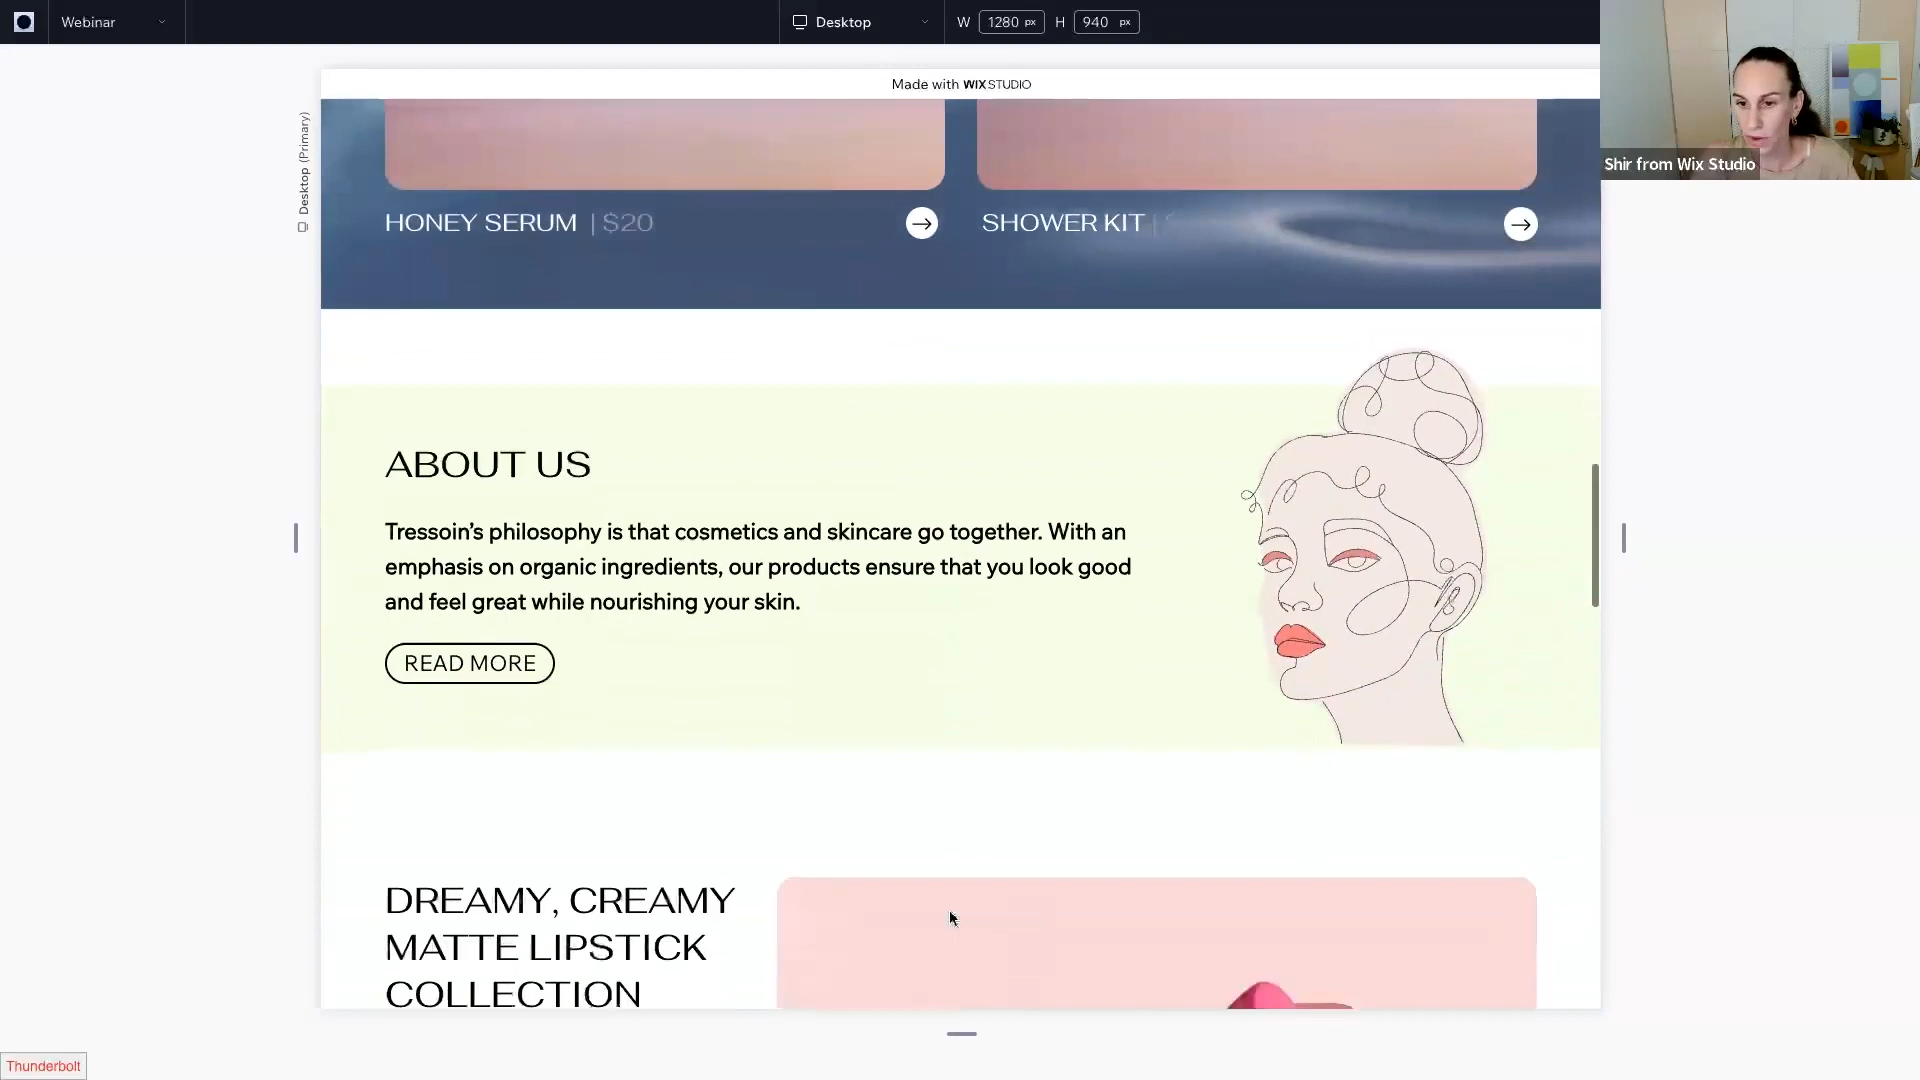 Webinar
Desktop
W 1280 px H 940 px
Shir from Wix Studio
Made with WIX STUDIO
Desktop (Primary)
HONEY SERUM | $20
SHOWER KIT |
ABOUT US
Tressoin’s philosophy is that cosmetics and skincare go together. With an
emphasis on organic ingredients, our products ensure that you look good
and feel great while nourishing your skin.
READ MORE
DREAMY, CREAMY
MATTE LIPSTICK
COLLECTION
Thunderbolt